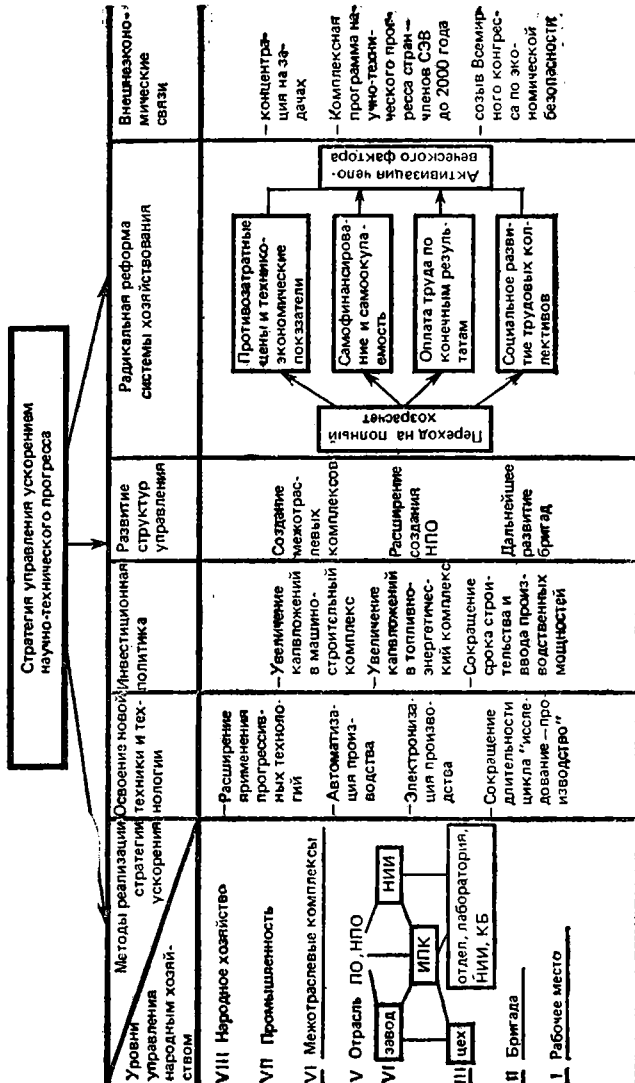 Стратегия управления ускорением
научно-технического прогресса
Уровни
управления
народным хозяй-
ством
Методы реализации
стратегии
ускорения
Освоение новой
техники и тех-
нологии
Инвестиционная
политика
Развитие
структур
управления
Радикальная реформа
системы хозяйствования
Внешнеэконо-
мические
связи
VIII Народное хозяйство
VII Промышленность
VI Межотраслевые комплексы
V Отрасль ПО, НПО
VI завод
НИИ
ИПК
III цех
отдел, лаборатория,
НИИ, КБ
II Бригада
I Рабочее место
–Расширение
применения
прогрессив-
ных техноло-
гий
–Автоматиза-
ция произ-
водства
–Электрониза-
ция произво-
дства
–Сокращение
длительности
цикла "иссле-
дование–про-
изводство"
–Увеличение
капвложений
в машино-
строительный
комплекс
–Увеличение
капвложений
в топливно-
энергетичес-
кий комплекс
–Сокращение
срока строи-
тельства и
ввода произ-
водственных
мощностей
Создание
межотрас-
левых
комплексов
Расширение
создания
НПО
Дальнейшее
развитие
бригад
Переход на полный
хозрасчет
Противозатратные
цены и технико-
экономические
показатели
Самофинансирова-
ние и самоокупа-
емость
Оплата труда по
конечным резуль-
татам
Социальное разви-
тие трудовых кол-
лективов
Активизация чело-
веческого фактора
– концентра-
ция на за-
дачах
– Комплексная
программа на-
учно-техни-
ческого прог-
ресса стран–
членов СЭВ
до 2000 года
– созыв Всемир-
ного конгрес-
са по эко-
номической
безопасности